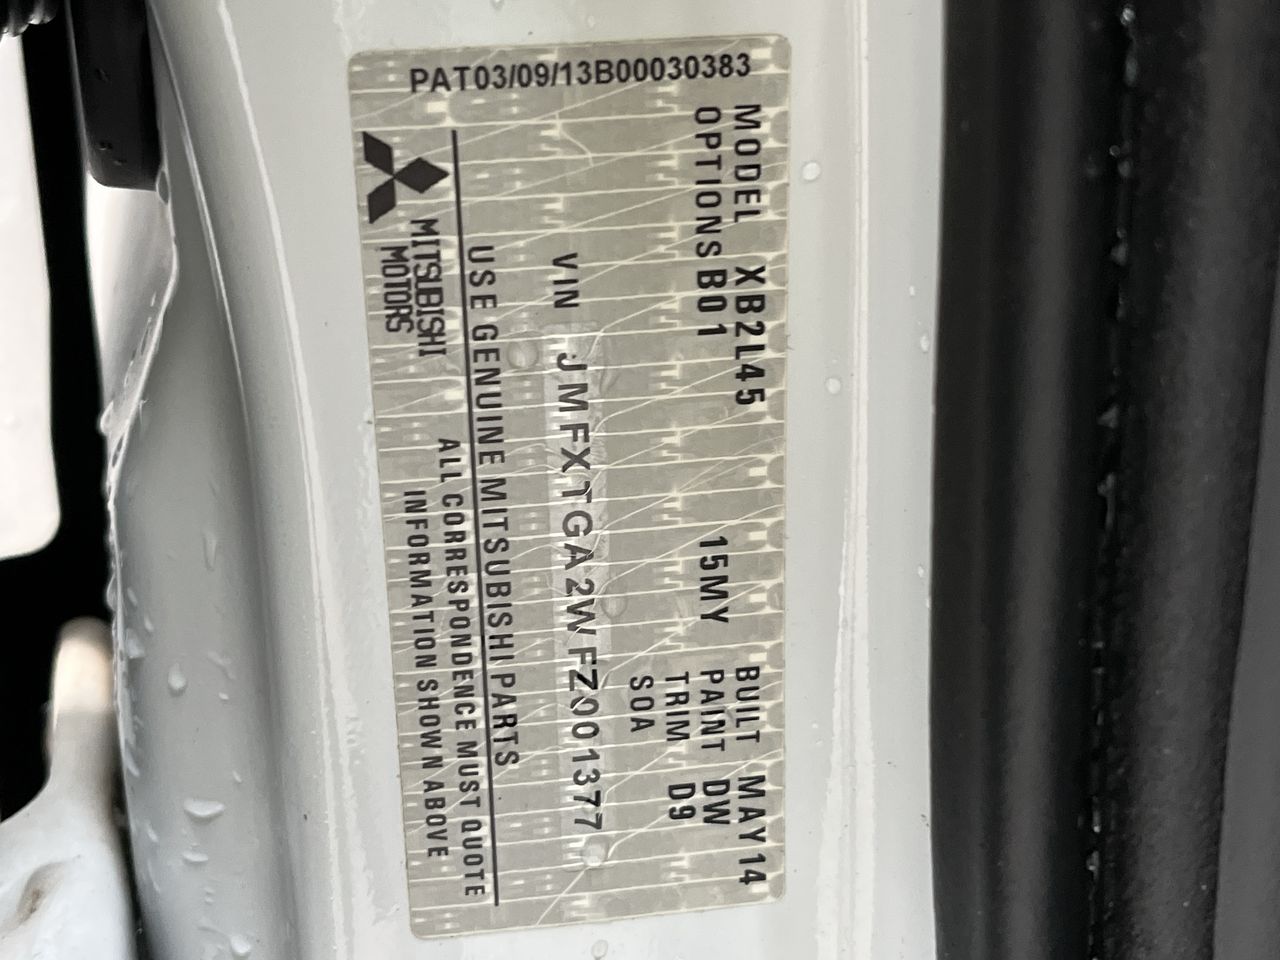 PAT03/09/13B00030383
MODEL XB2L45 BUILT MAY14
OPTIONS B01 15MY PAINT DW
TRIM D9
SOA
VIN JMFXTGA2WFZ001377
USE GENUINE MITSUBISHI PARTS
MITSUBISHI
MOTORS
ALL CORRESPONDENCE MUST QUOTE
INFORMATION SHOWN ABOVE